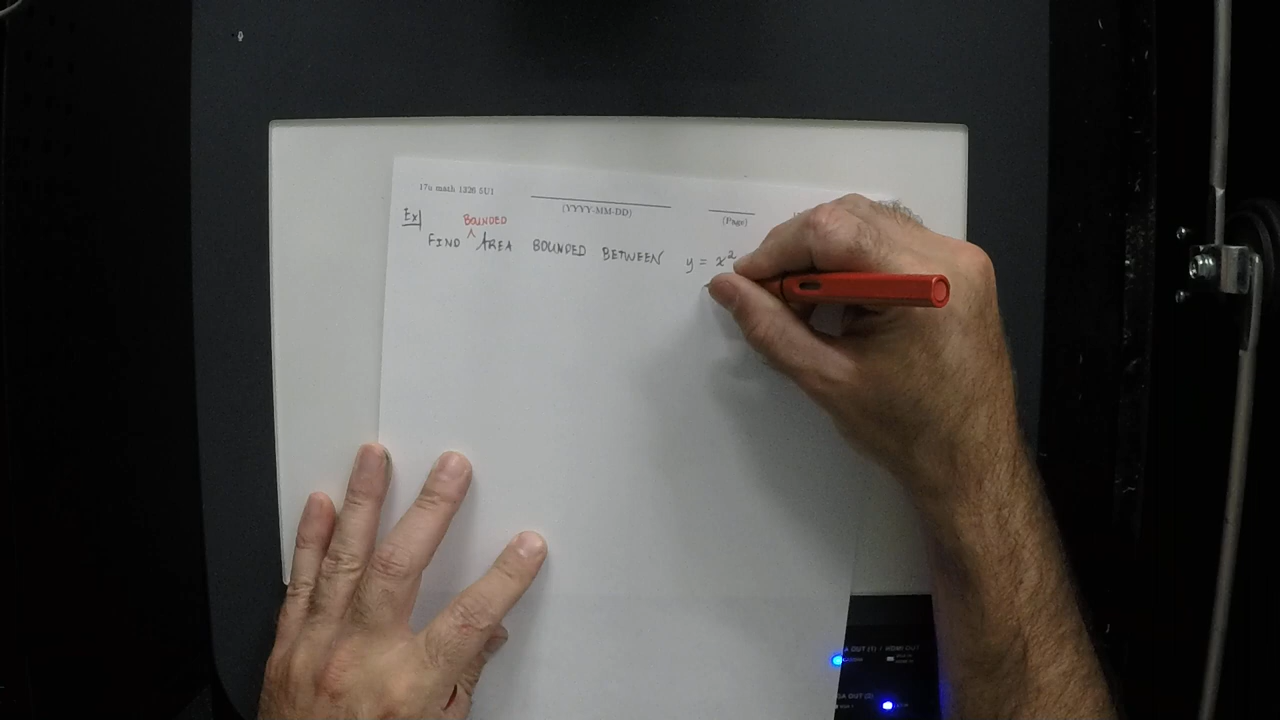 17u math 1326 5U1
(YYYY-MM-DD)
(Page)
Ex
BOUNDED
FIND ^ AREA BOUNDED BETWEEN y = x²